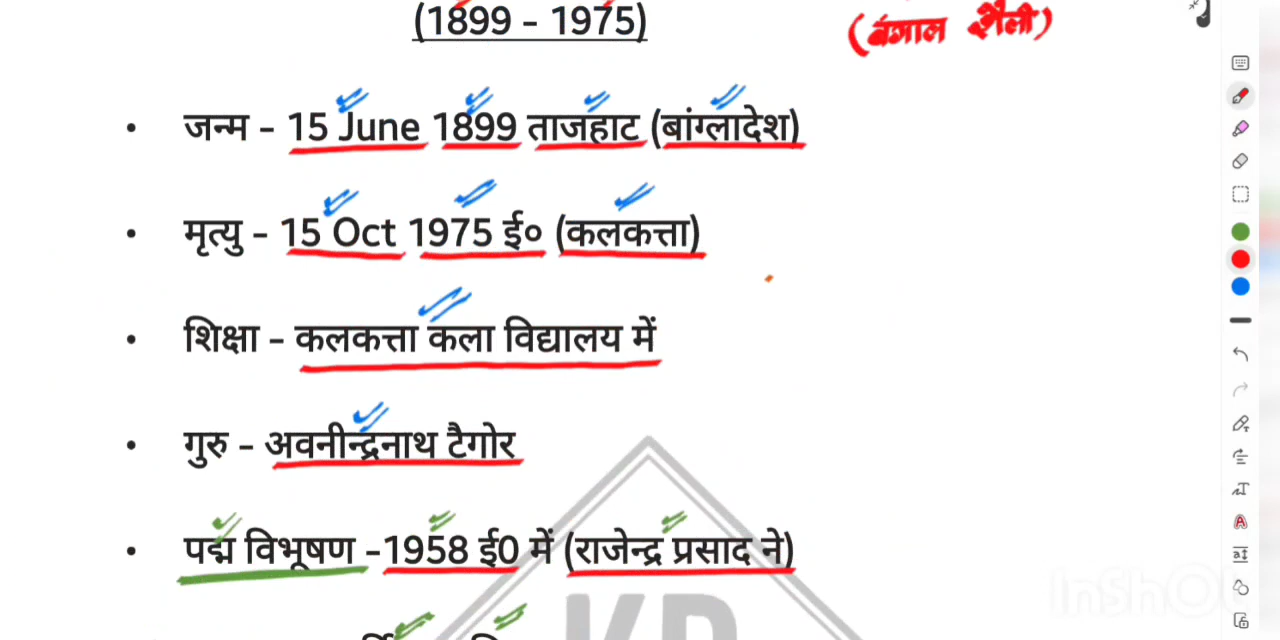 (1899 - 1975)
(बंगाल शैली)
• जन्म – 15 June 1899 ताजहाट (बांग्लादेश)
• मृत्यु – 15 Oct 1975 ई० (कलकत्ता)
• शिक्षा – कलकत्ता कला विद्यालय में
• गुरु – अवनीन्द्रनाथ टैगोर
• पद्म विभूषण -1958 ई0 में (राजेन्द्र प्रसाद ने)
InShOt